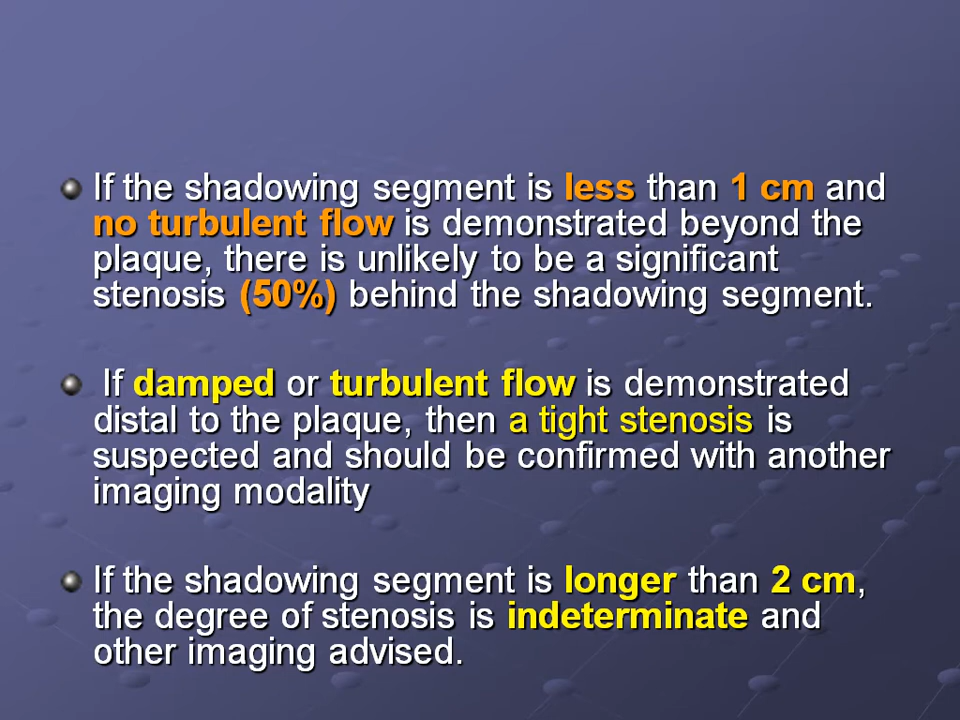 If the shadowing segment is less than 1 cm and
no turbulent flow is demonstrated beyond the
plaque, there is unlikely to be a significant
stenosis (50%) behind the shadowing segment.
If damped or turbulent flow is demonstrated
distal to the plaque, then a tight stenosis is
suspected and should be confirmed with another
imaging modality
If the shadowing segment is longer than 2 cm,
the degree of stenosis is indeterminate and
other imaging advised.